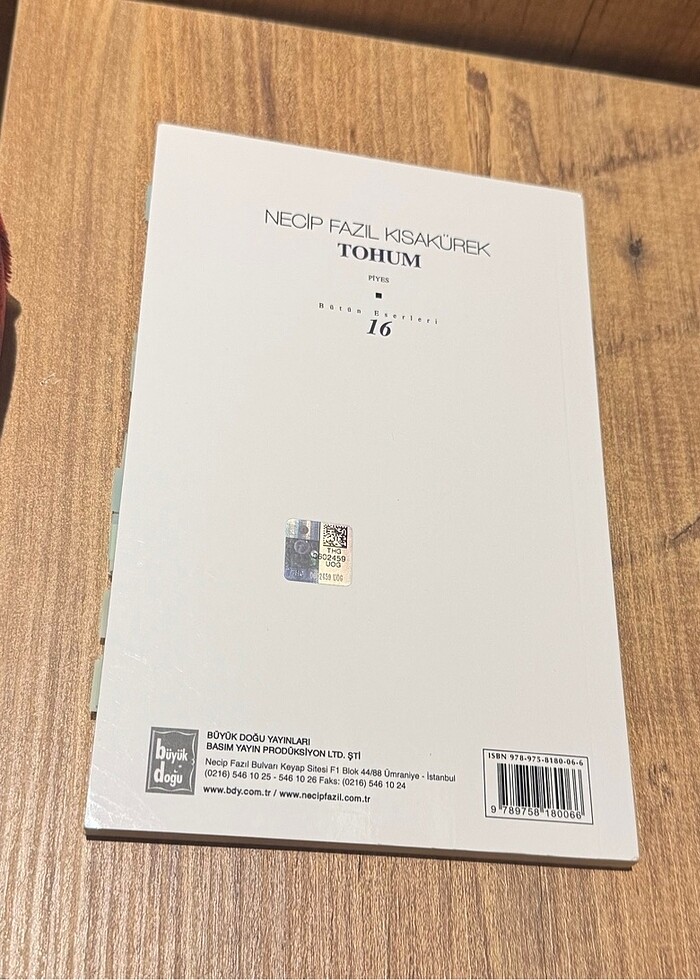 NECİP FAZIL KISAKÜREK
TOHUM
PİYES
Bütün Eserleri
16
THG
602459
UOG
2459 UOG
büyük
doğu
BÜYÜK DOĞU YAYINLARI
BASIM YAYIN PRODÜKSİYON LTD. ŞTİ
Necip Fazıl Bulvarı Keyap Sitesi F1 Blok 44/88 Ümraniye - İstanbul
(0216) 546 10 25 - 546 10 26 Faks: (0216) 546 10 24
www.bdy.com.tr / www.necipfazil.com.tr
ISBN 978-975-8180-06-6
9 789758 180066